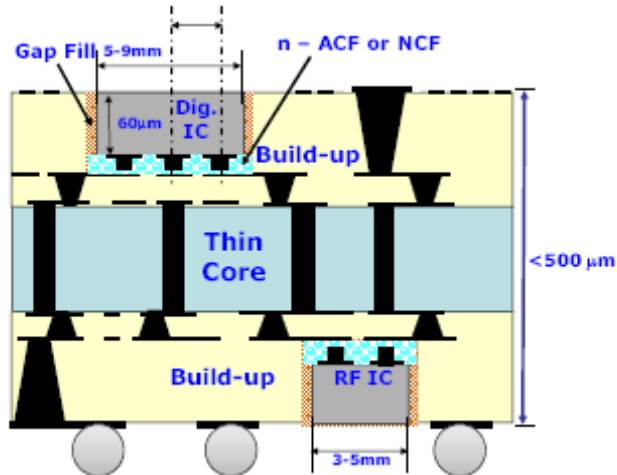 Gap Fill
5-9mm
n – ACF or NCF
Dig.
IC
60μm
Build-up
Thin
Core
<500 μm
Build-up
RF IC
3-5mm